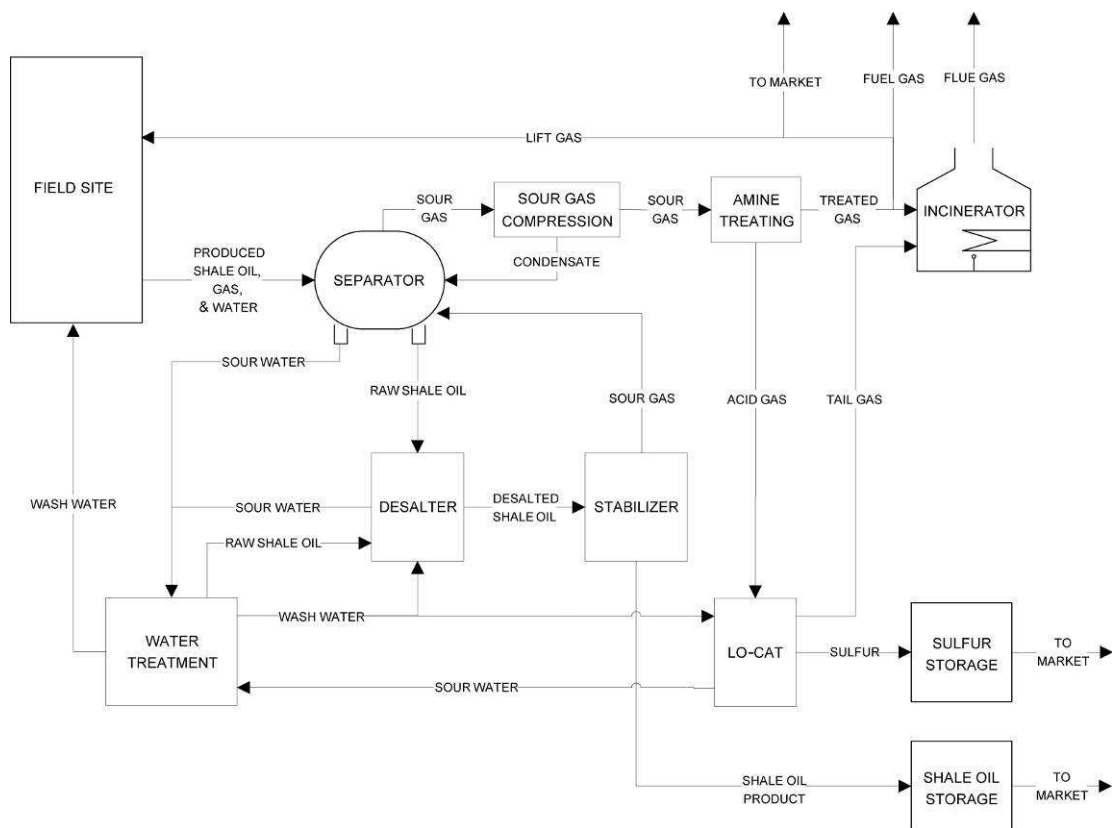 TO MARKET
FUEL GAS
FLUE GAS
LIFT GAS
FIELD SITE
SOUR
GAS
SOUR GAS
COMPRESSION
SOUR
GAS
AMINE
TREATING
TREATED
GAS
INCINERATOR
PRODUCED
SHALE OIL,
GAS,
& WATER
SEPARATOR
CONDENSATE
SOUR WATER
RAW SHALE OIL
SOUR GAS
ACID GAS
TAIL GAS
WASH WATER
SOUR WATER
DESALTER
DESALTED
SHALE OIL
STABILIZER
RAW SHALE OIL
WASH WATER
WATER
TREATMENT
LO-CAT
SULFUR
SULFUR
STORAGE
TO
MARKET
SOUR WATER
SHALE OIL
PRODUCT
SHALE OIL
STORAGE
TO
MARKET